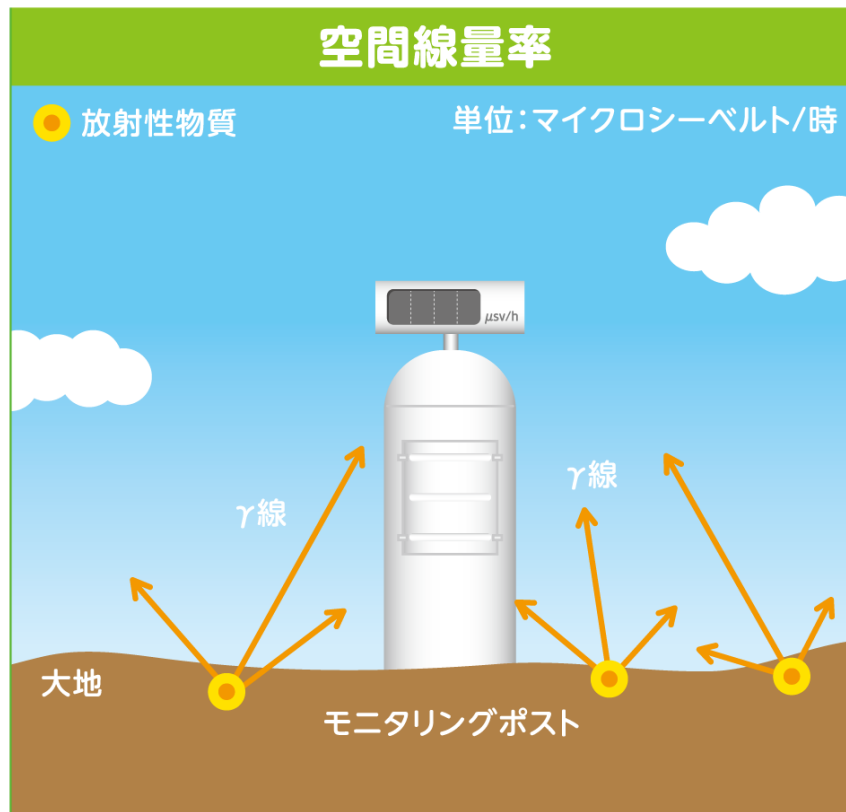 空間線量率
放射性物質
単位：マイクロシーベルト/時
μsv/h
γ線
γ線
大地
モニタリングポスト